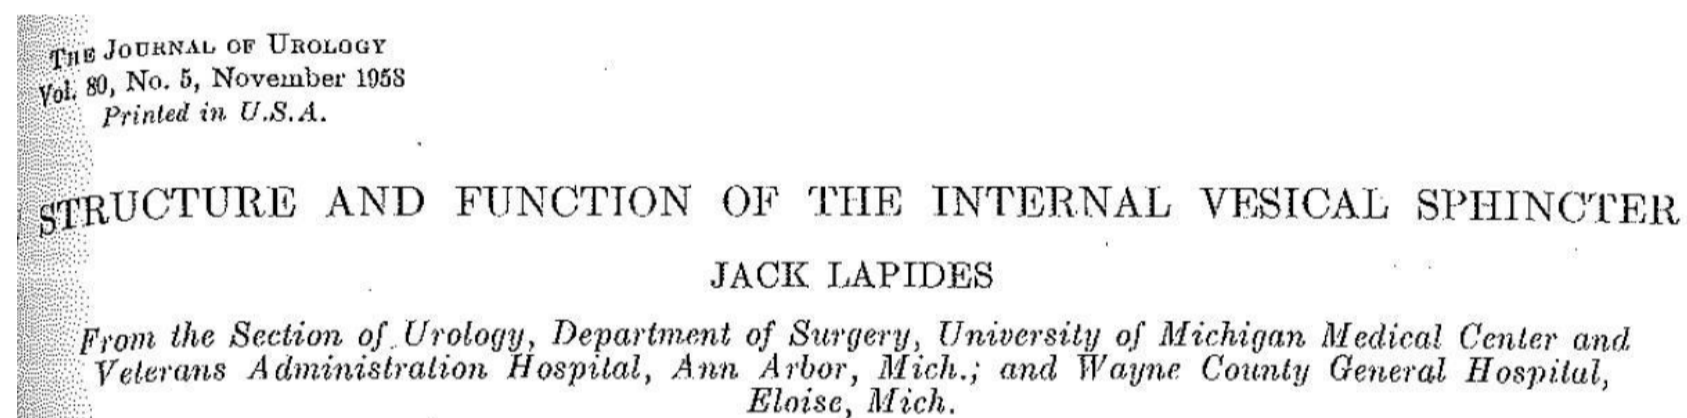 THE JOURNAL OF UROLOGY
Vol. 80, No. 5, November 1958
Printed in U.S.A.
STRUCTURE AND FUNCTION OF THE INTERNAL VESICAL SPHINCTER
JACK LAPIDES
From the Section of Urology, Department of Surgery, University of Michigan Medical Center and
Veterans Administration Hospital, Ann Arbor, Mich.; and Wayne County General Hospital,
Eloise, Mich.